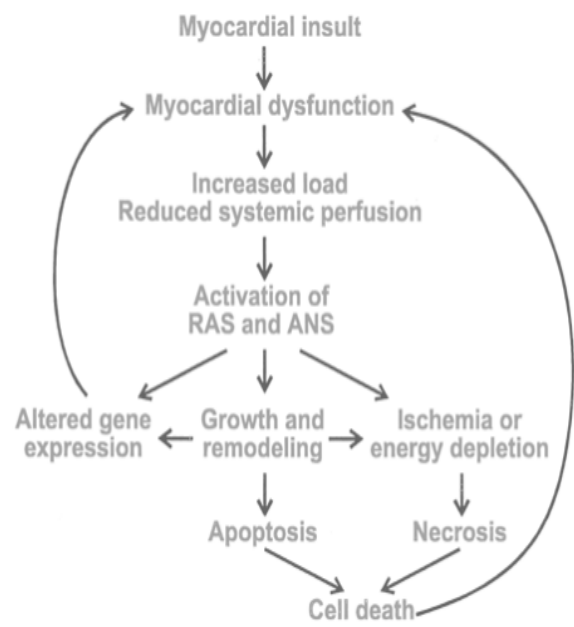 Myocardial insult
Myocardial dysfunction
Increased load
Reduced systemic perfusion
Activation of
RAS and ANS
Altered gene
expression
Growth and
remodeling
Ischemia or
energy depletion
Apoptosis
Necrosis
Cell death